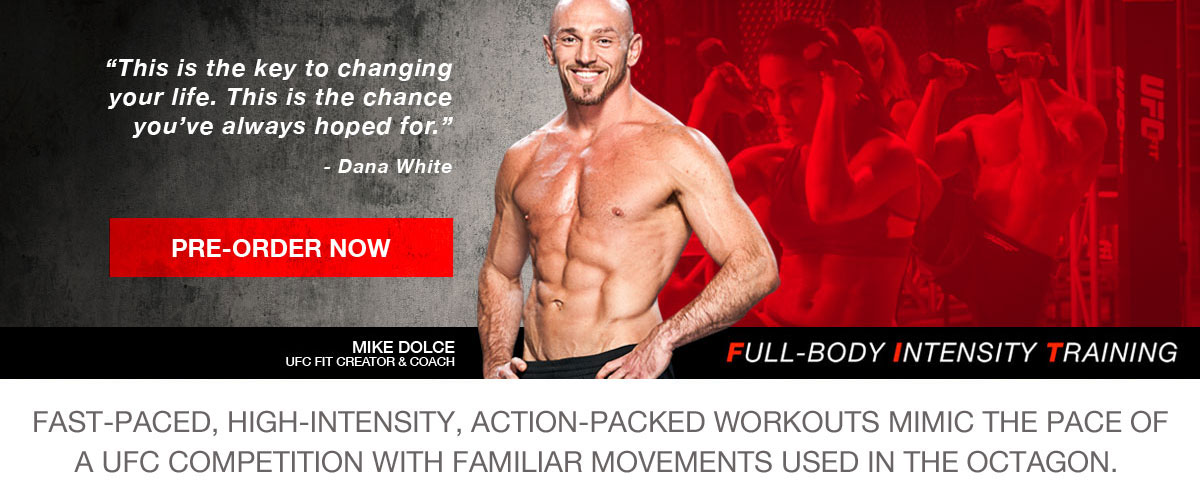 “This is the key to changing
your life. This is the chance
you’ve always hoped for.”
- Dana White
PRE-ORDER NOW
MIKE DOLCE
UFC FIT CREATOR & COACH
UFC FIT
FULL-BODY INTENSITY TRAINING
FAST-PACED, HIGH-INTENSITY, ACTION-PACKED WORKOUTS MIMIC THE PACE OF
A UFC COMPETITION WITH FAMILIAR MOVEMENTS USED IN THE OCTAGON.